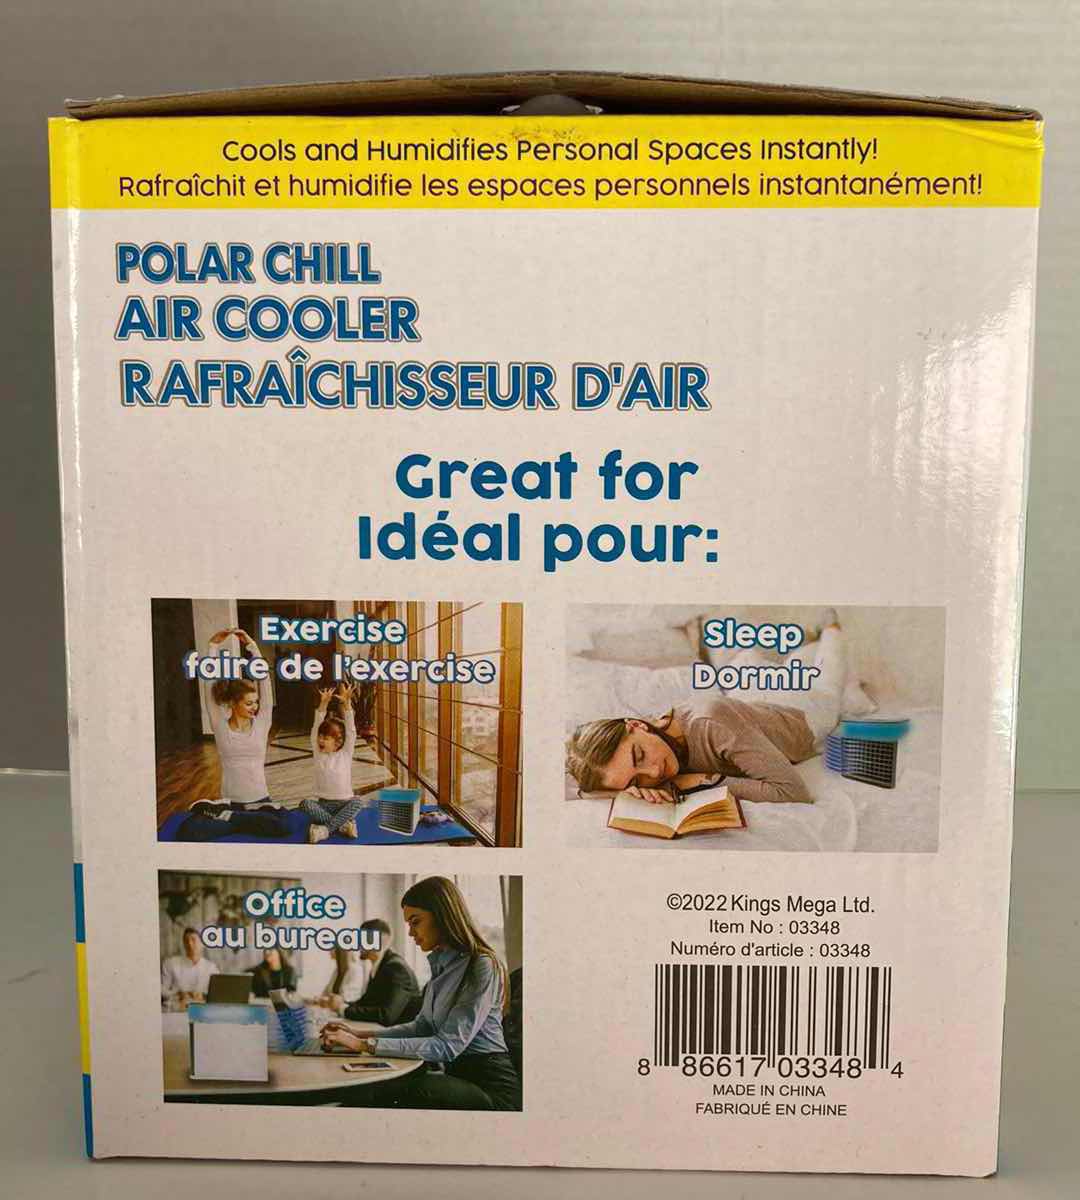 Cools and Humidifies Personal Spaces Instantly!
Rafraîchit et humidifie les espaces personnels instantanément!
POLAR CHILL
AIR COOLER
RAFRAÎCHISSEUR D'AIR
Great for
Idéal pour:
Exercise
faire de l'exercise
Sleep
Dormir
Office
au bureau
©2022 Kings Mega Ltd.
Item No : 03348
Numéro d'article : 03348
8 86617 03348 4
MADE IN CHINA
FABRIQUÉ EN CHINE